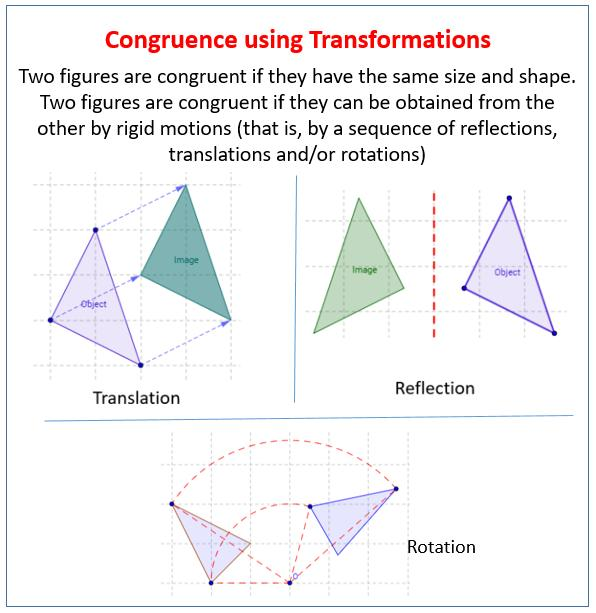 Congruence using Transformations
Two figures are congruent if they have the same size and shape.
Two figures are congruent if they can be obtained from the
other by rigid motions (that is, by a sequence of reflections,
translations and/or rotations)
Image
Object
Translation
Image
Object
Reflection
Rotation